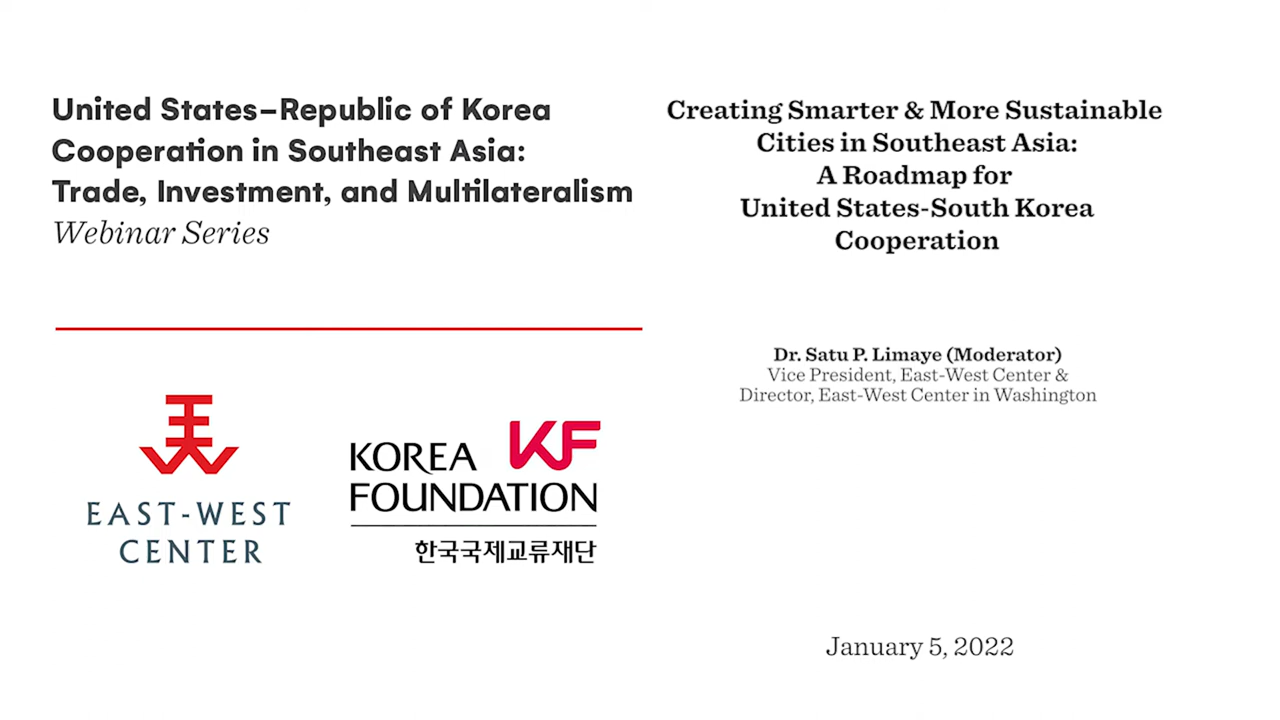 United States–Republic of Korea
Cooperation in Southeast Asia:
Trade, Investment, and Multilateralism
Webinar Series
EAST-WEST
CENTER
KF
KOREA
FOUNDATION
한국국제교류재단
Creating Smarter & More Sustainable
Cities in Southeast Asia:
A Roadmap for
United States-South Korea
Cooperation
Dr. Satu P. Limaye (Moderator)
Vice President, East-West Center &
Director, East-West Center in Washington
January 5, 2022